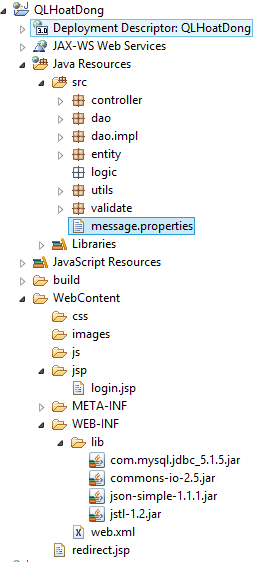 QLHoatDong
3.0 Deployment Descriptor: QLHoatDong
JAX-WS Web Services
Java Resources
src
controller
dao
dao.impl
entity
logic
utils
validate
message.properties
Libraries
JavaScript Resources
build
WebContent
css
images
js
jsp
login.jsp
META-INF
WEB-INF
lib
com.mysql.jdbc_5.1.5.jar
commons-io-2.5.jar
json-simple-1.1.1.jar
jstl-1.2.jar
web.xml
redirect.jsp